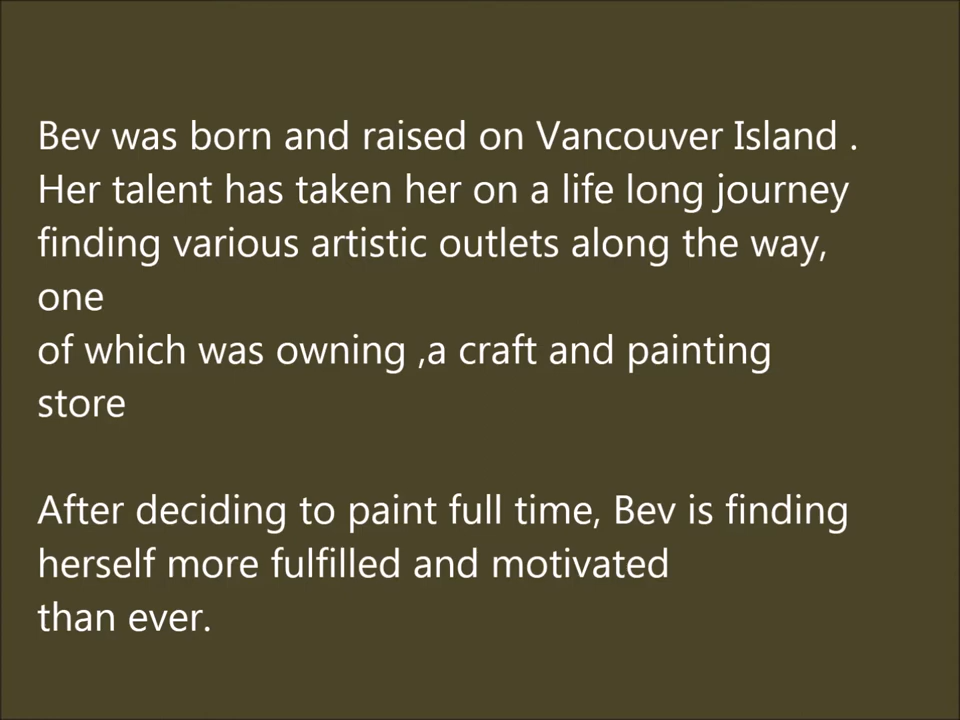 Bev was born and raised on Vancouver Island .
Her talent has taken her on a life long journey
finding various artistic outlets along the way,
one
of which was owning ,a craft and painting
store
After deciding to paint full time, Bev is finding
herself more fulfilled and motivated
than ever.